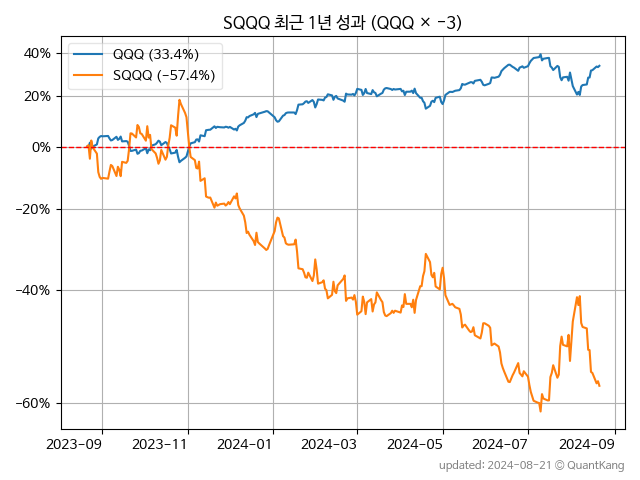 SQQQ 최근 1년 성과 (QQQ × −3)
QQQ (33.4%)
SQQQ (−57.4%)
40%
20%
0%
−20%
−40%
−60%
2023-09 2023-11 2024-01 2024-03 2024-05 2024-07 2024-09
updated: 2024-08-21 © QuantKang